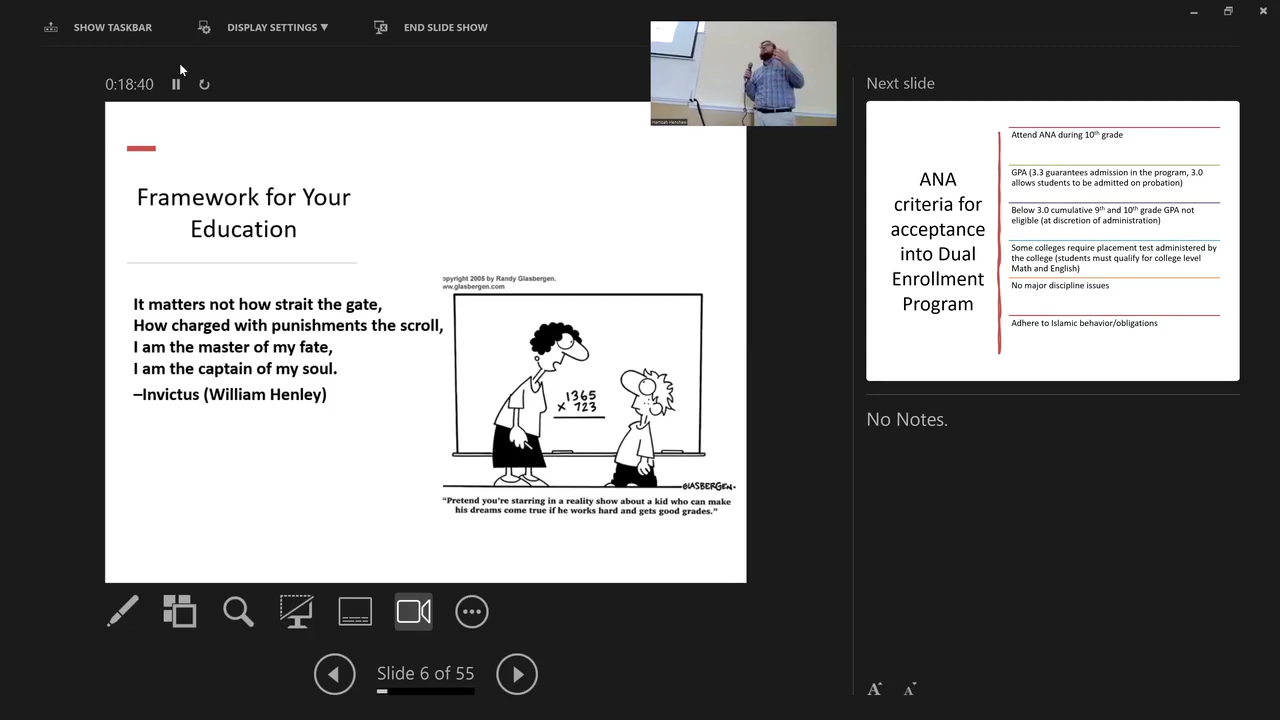 SHOW TASKBAR
DISPLAY SETTINGS ▼
END SLIDE SHOW
0:18:40
Framework for Your
Education
It matters not how strait the gate,
How charged with punishments the scroll,
I am the master of my fate,
I am the captain of my soul.
–Invictus (William Henley)
opyright 2005 by Randy Glasbergen.
ww.glasbergen.com
1365
x 723
GLASBERGEN.
“Pretend you’re starring in a reality show about a kid who can make
his dreams come true if he works hard and gets good grades.”
Slide 6 of 55
Next slide
ANA
criteria for
acceptance
into Dual
Enrollment
Program
Attend ANA during 10th grade
GPA (3.3 guarantees admission in the program, 3.0
allows students to be admitted on probation)
Below 3.0 cumulative 9th and 10th grade GPA not
eligible (at discretion of administration)
Some colleges require placement test administered by
the college (students must qualify for college level
Math and English)
No major discipline issues
Adhere to Islamic behavior/obligations
No Notes.
A A